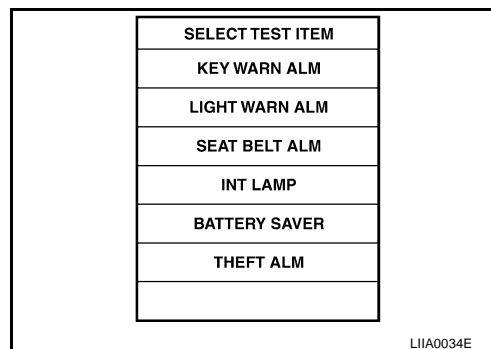 SELECT TEST ITEM
KEY WARN ALM
LIGHT WARN ALM
SEAT BELT ALM
INT LAMP
BATTERY SAVER
THEFT ALM
LIIA0034E